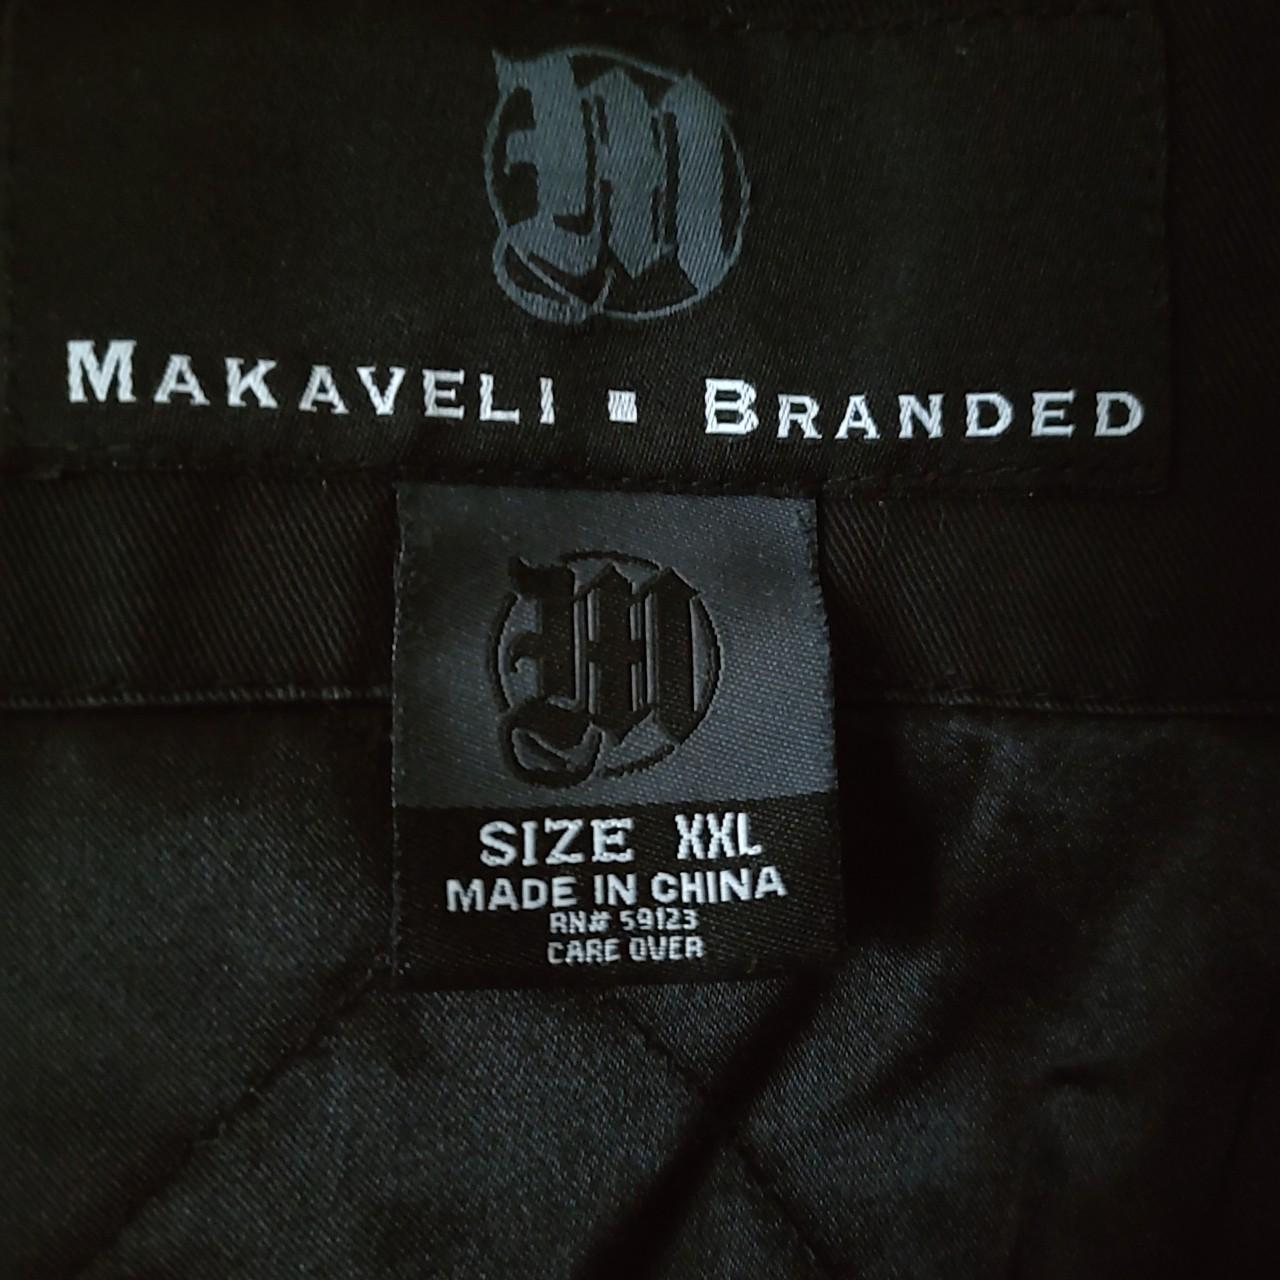 M
MAKAVELI ▪ BRANDED
M
SIZE XXL
MADE IN CHINA
RN# 59123
CARE OVER